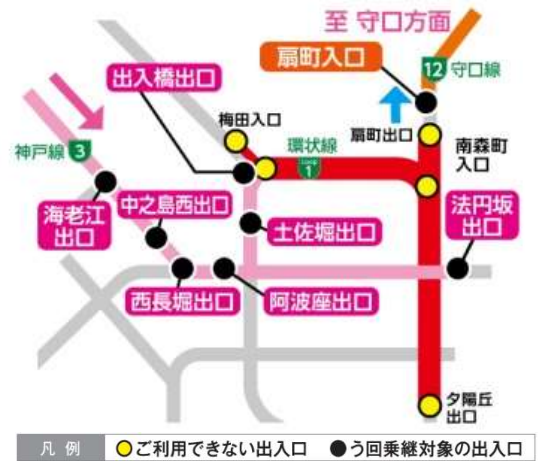 至 守口方面
扇町入口
12 守口線
出入橋出口
梅田入口
扇町出口
環状線
1
南森町
入口
神戸線 3
海老江
出口
中之島西出口
土佐堀出口
法円坂
出口
西長堀出口
阿波座出口
夕陽丘
出口
凡例 ご利用できない出入口 う回乗継対象の出入口